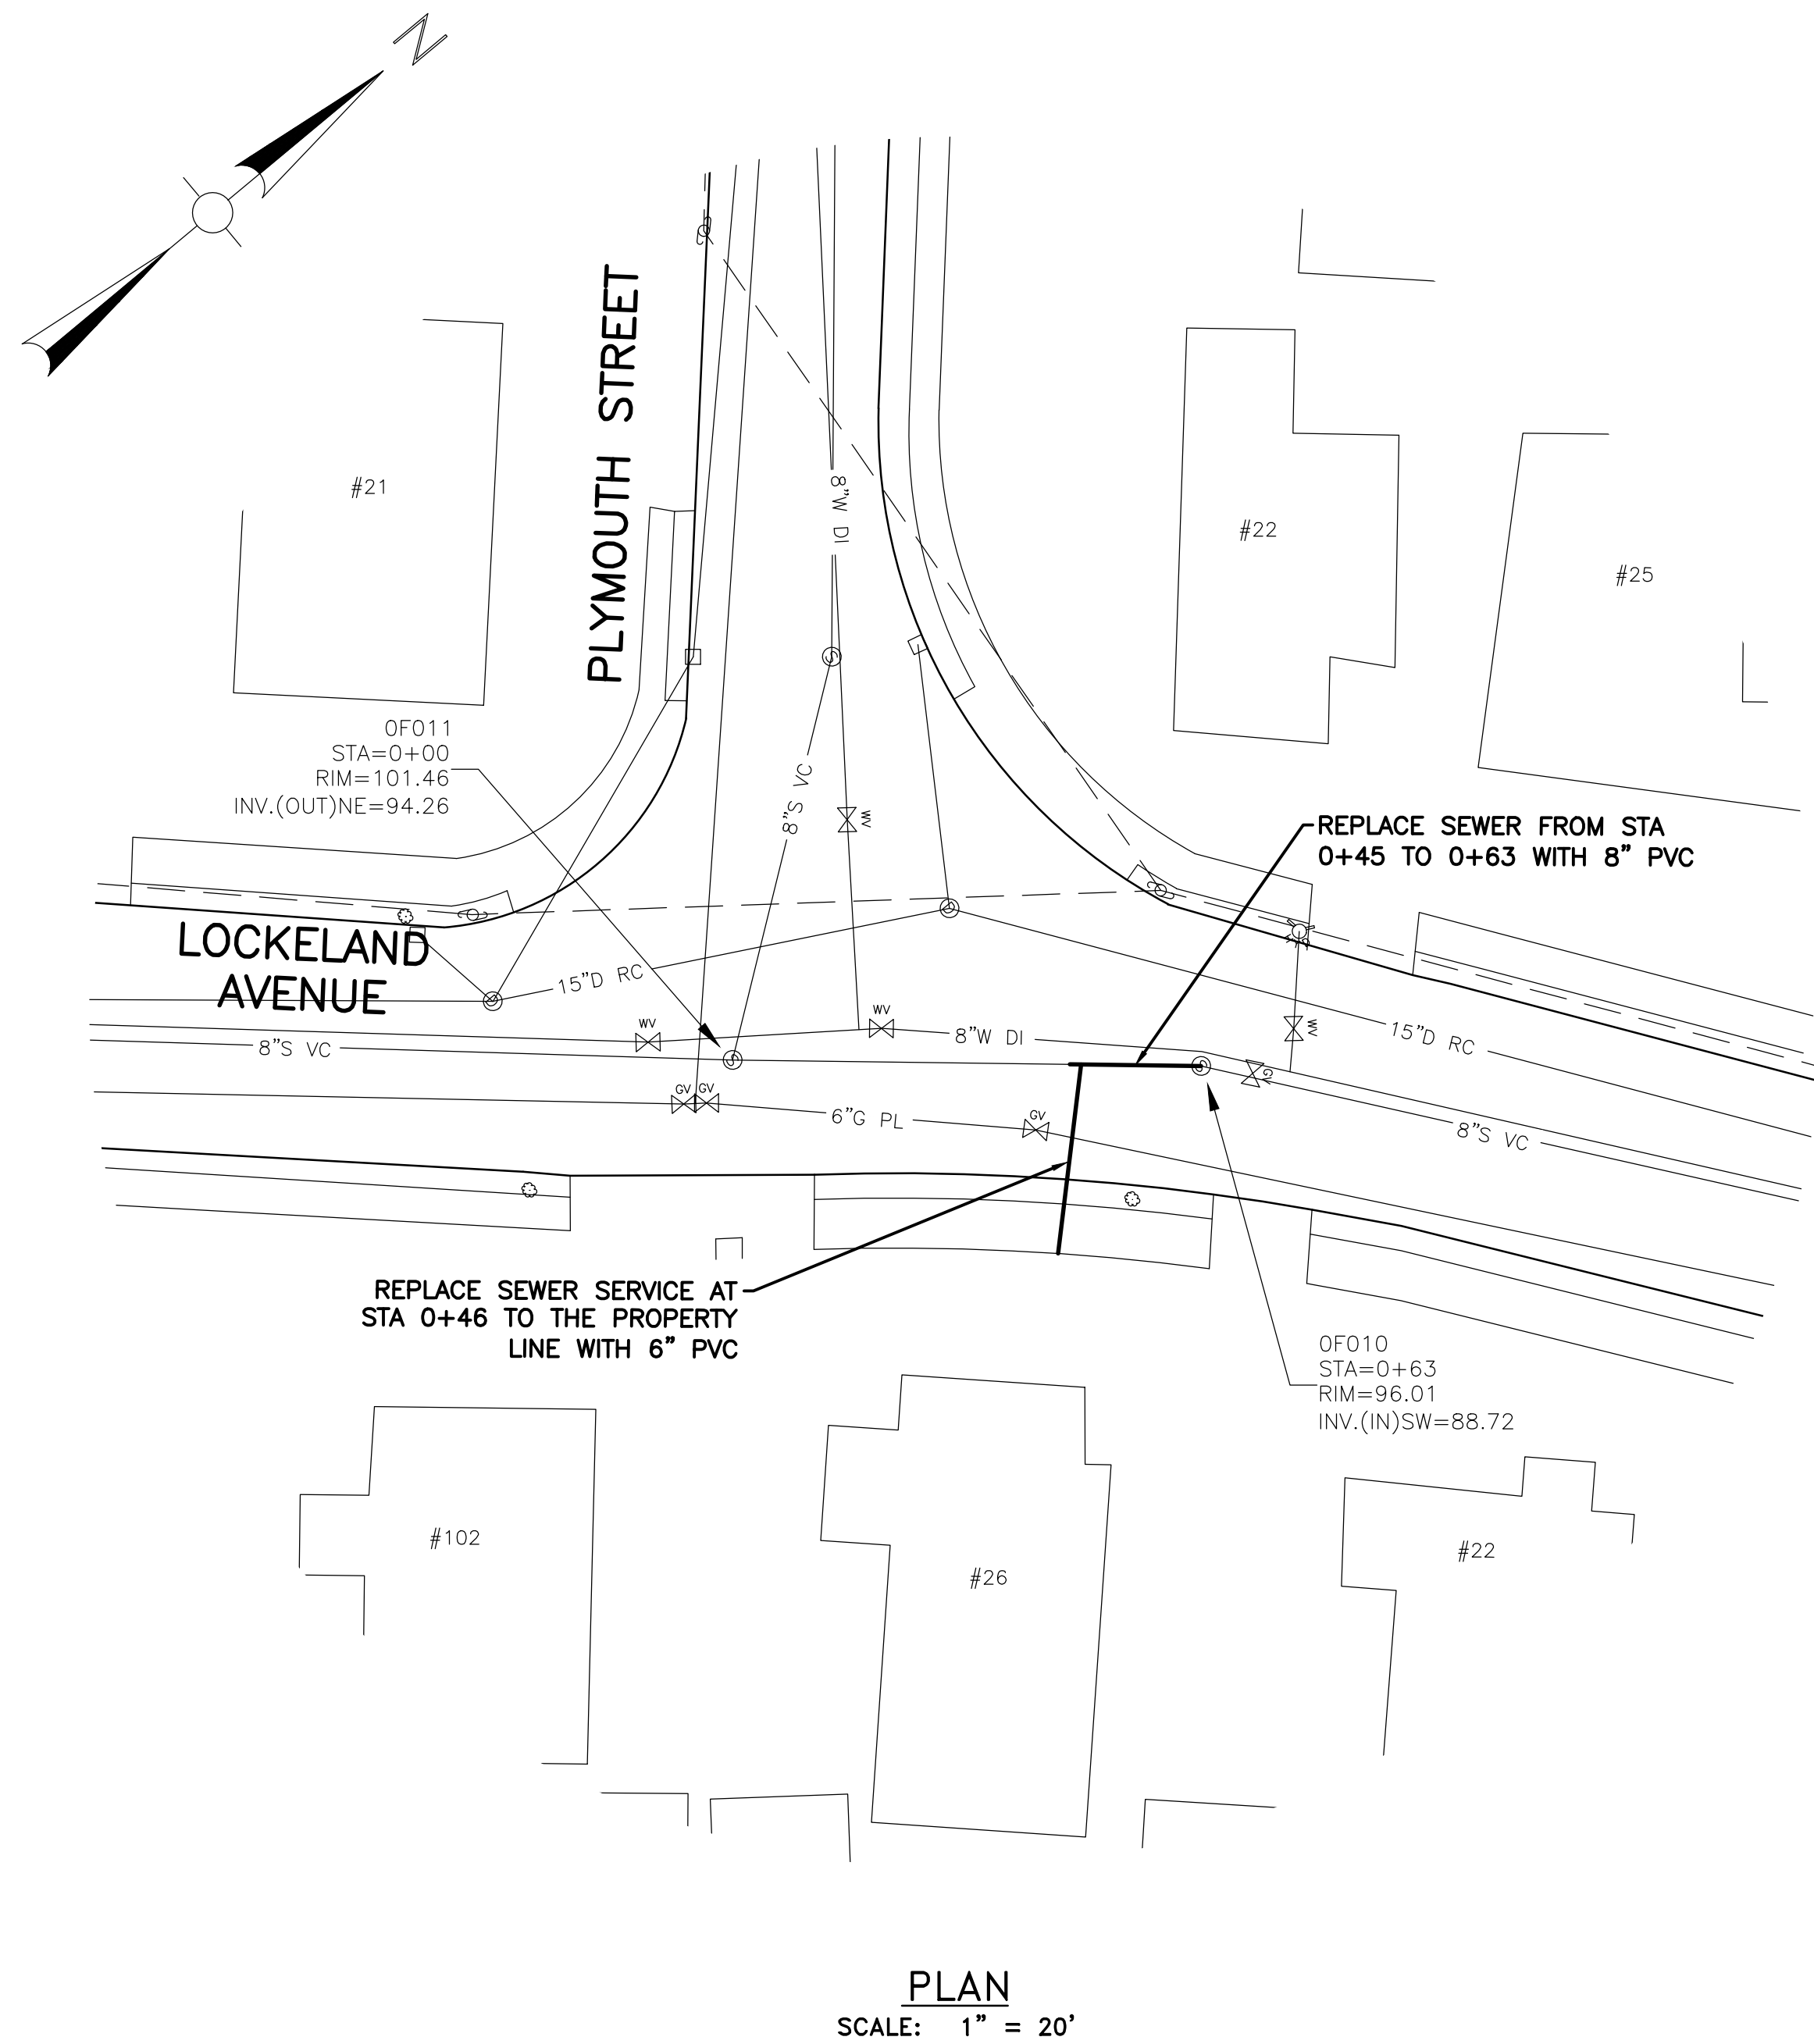 N
PLYMOUTH STREET
#21
8"W DI
#22
#25
0F011
STA=0+00
RIM=101.46
INV.(OUT)NE=94.26
8"S VC
WV
REPLACE SEWER FROM STA
0+45 TO 0+63 WITH 8" PVC
LOCKELAND
AVENUE
15"D RC
WV
WV
8"W DI
WV
15"D RC
8"S VC
GV
GV
GV
6"G PL
GV
8"S VC
REPLACE SEWER SERVICE AT
STA 0+46 TO THE PROPERTY
LINE WITH 6" PVC
0F010
STA=0+63
RIM=96.01
INV.(IN)SW=88.72
#102
#26
#22
PLAN
SCALE: 1" = 20'